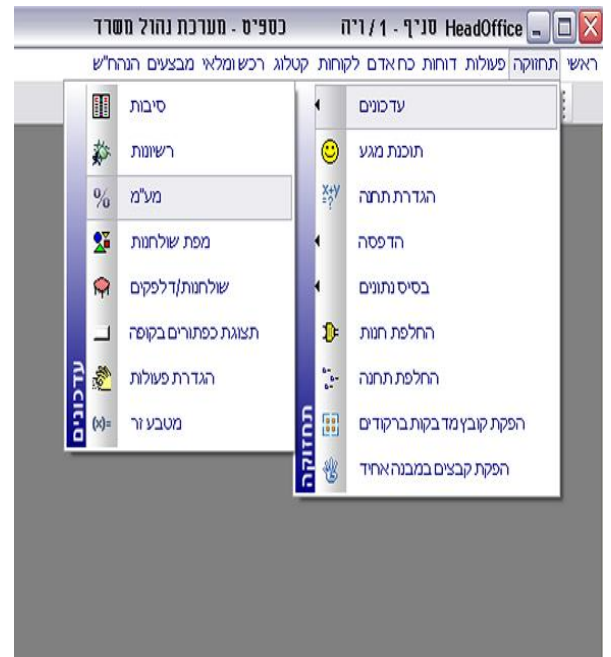 כספיט - מערכת נהול משרד HeadOffice סניף - 1 / ויה
ראשי תחזוקה פעולות דוחות כח אדם לקוחות קטלוג רכש ומלאי מבצעים הנהח"ש
עדכונים
תוכנת מגע
הגדרת תחנה
הדפסה
בסיס נתונים
החלפת חנות
החלפת תחנה
הפקת קובץ מדבקות ברקודים
הפקת קבצים במבנה אחיד
תחזוקה
סיבות
רשיונות
מע"מ
מפת שולחנות
שולחנות/דלפקים
תצוגת כפתורים בקופה
הגדרת פעולות
מטבע זר
עדכונים